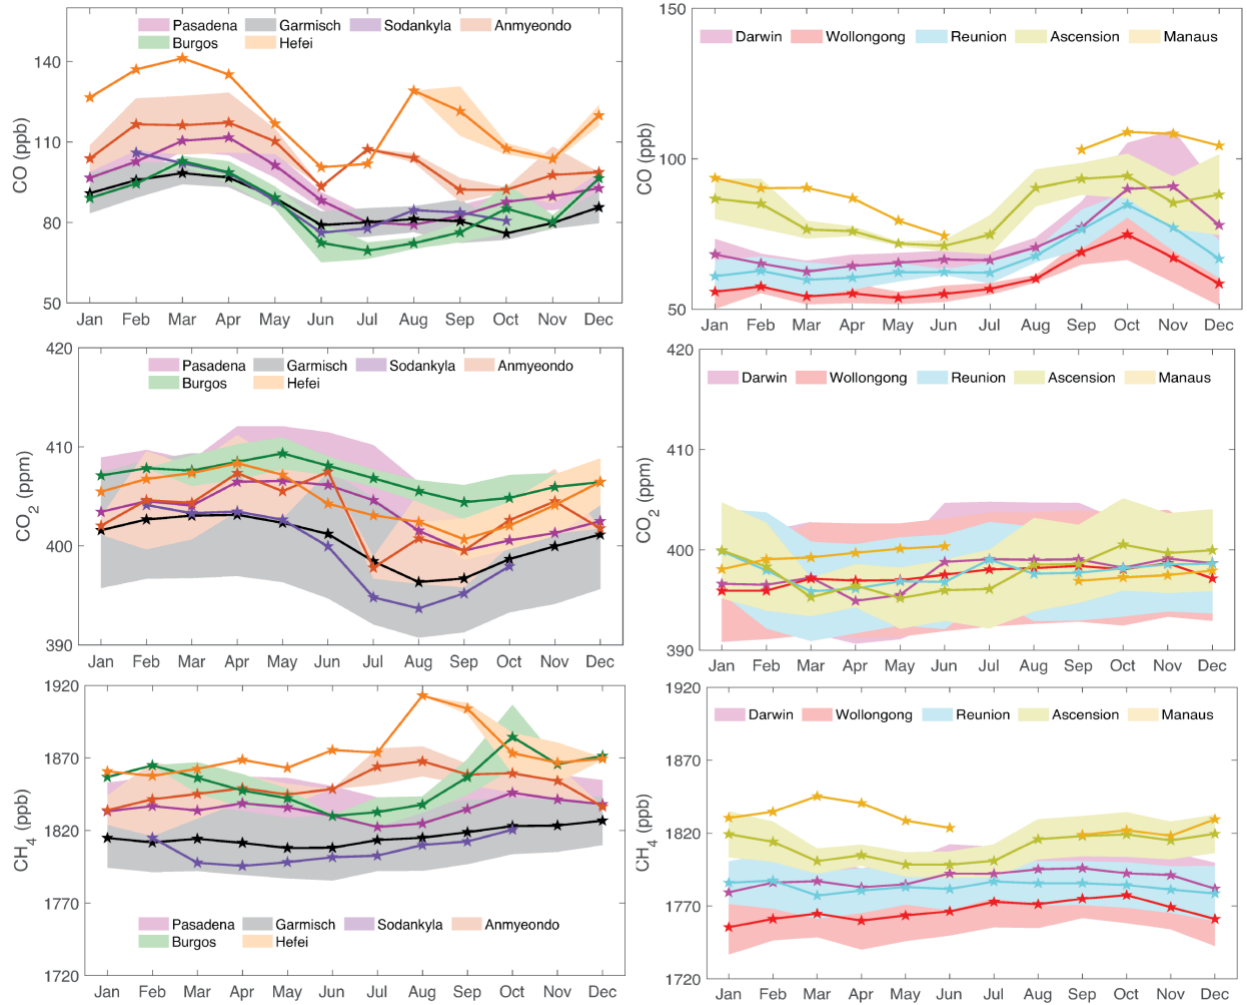 Pasadena Garmisch Sodankyla Anmyeondo
Burgos Hefei
CO (ppb)
140
110
80
50
Jan Feb Mar Apr May Jun Jul Aug Sep Oct Nov Dec
Darwin Wollongong Reunion Ascension Manaus
CO (ppb)
150
100
50
Jan Feb Mar Apr May Jun Jul Aug Sep Oct Nov Dec
Pasadena Garmisch Sodankyla Anmyeondo
Burgos Hefei
CO2 (ppm)
420
410
400
390
Jan Feb Mar Apr May Jun Jul Aug Sep Oct Nov Dec
Darwin Wollongong Reunion Ascension Manaus
CO2 (ppm)
420
410
400
390
Jan Feb Mar Apr May Jun Jul Aug Sep Oct Nov Dec
CH4 (ppb)
1920
1870
1820
1770
1720
Pasadena Garmisch Sodankyla Anmyeondo
Burgos Hefei
Jan Feb Mar Apr May Jun Jul Aug Sep Oct Nov Dec
Darwin Wollongong Reunion Ascension Manaus
CH4 (ppb)
1920
1870
1820
1770
1720
Jan Feb Mar Apr May Jun Jul Aug Sep Oct Nov Dec